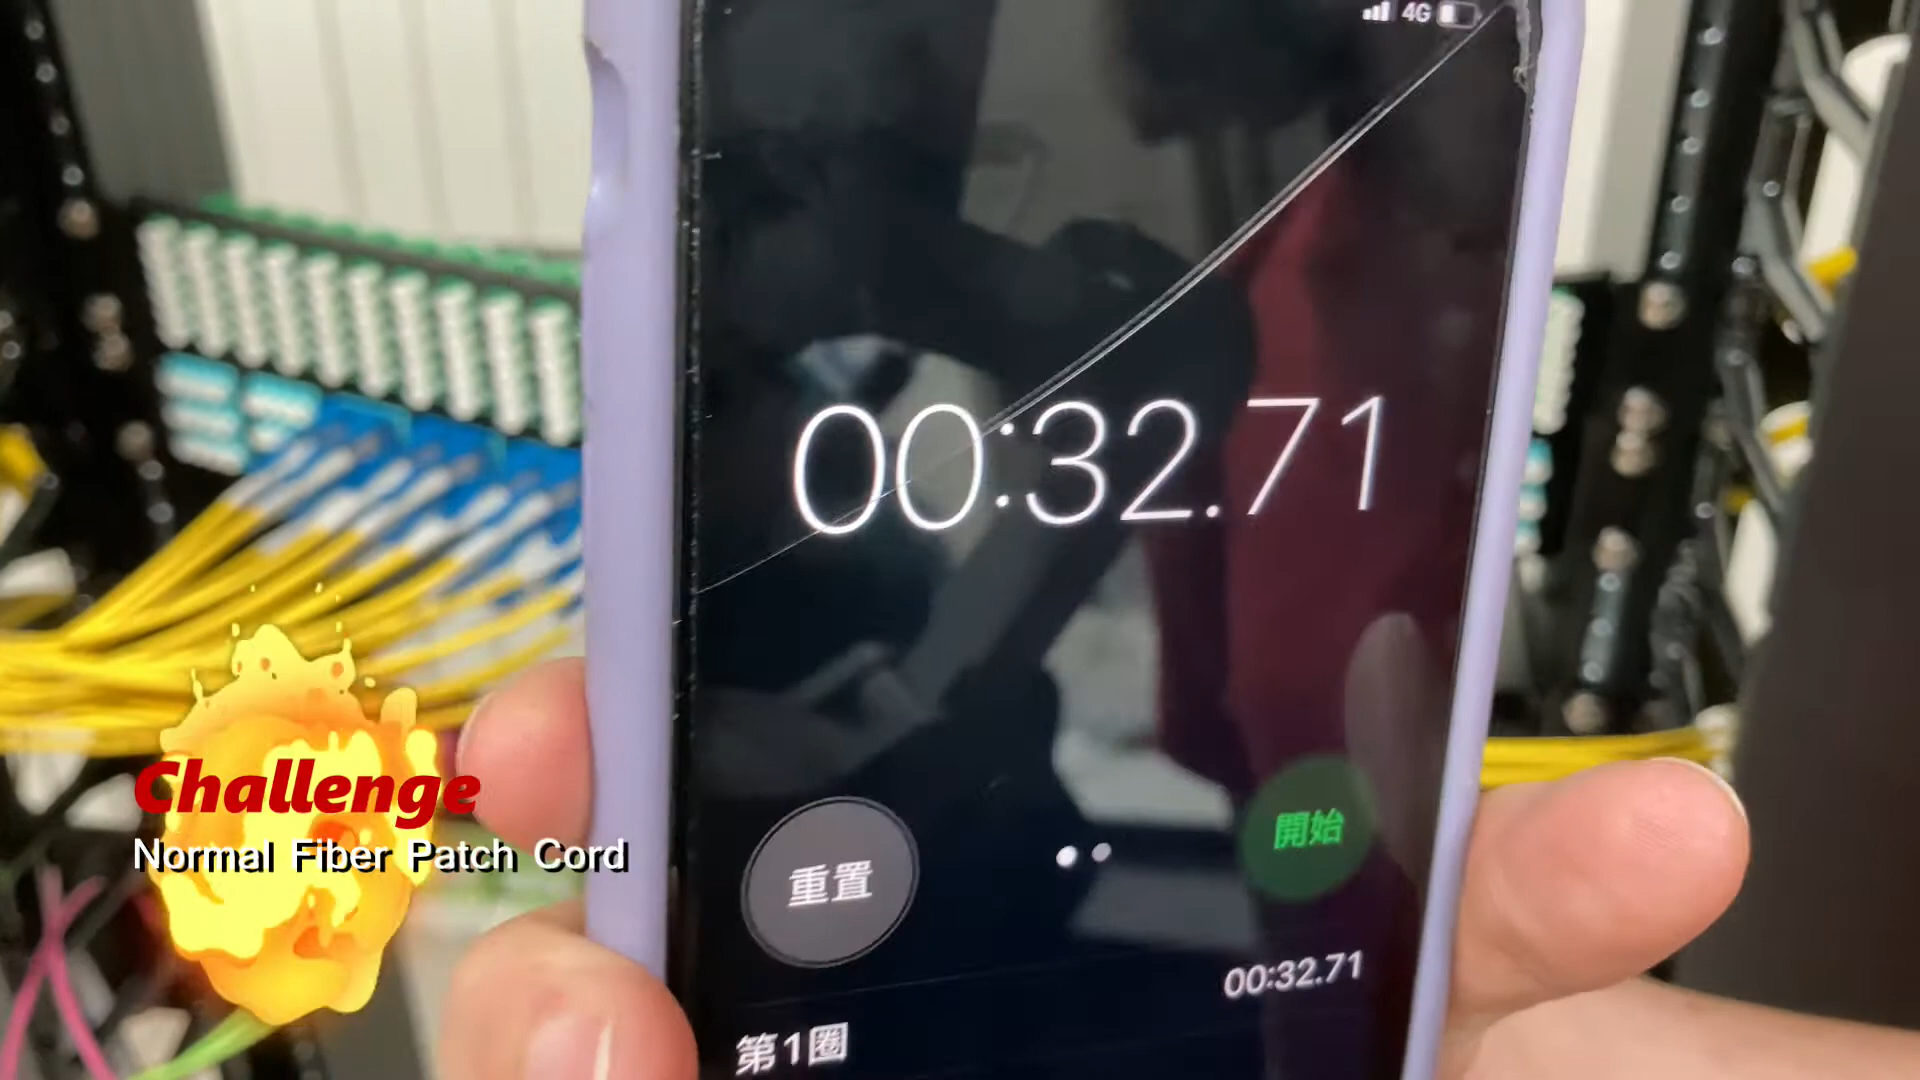 4G
00:32.71
重置
開始
00:32.71
第1圈
Challenge
Normal Fiber Patch Cord